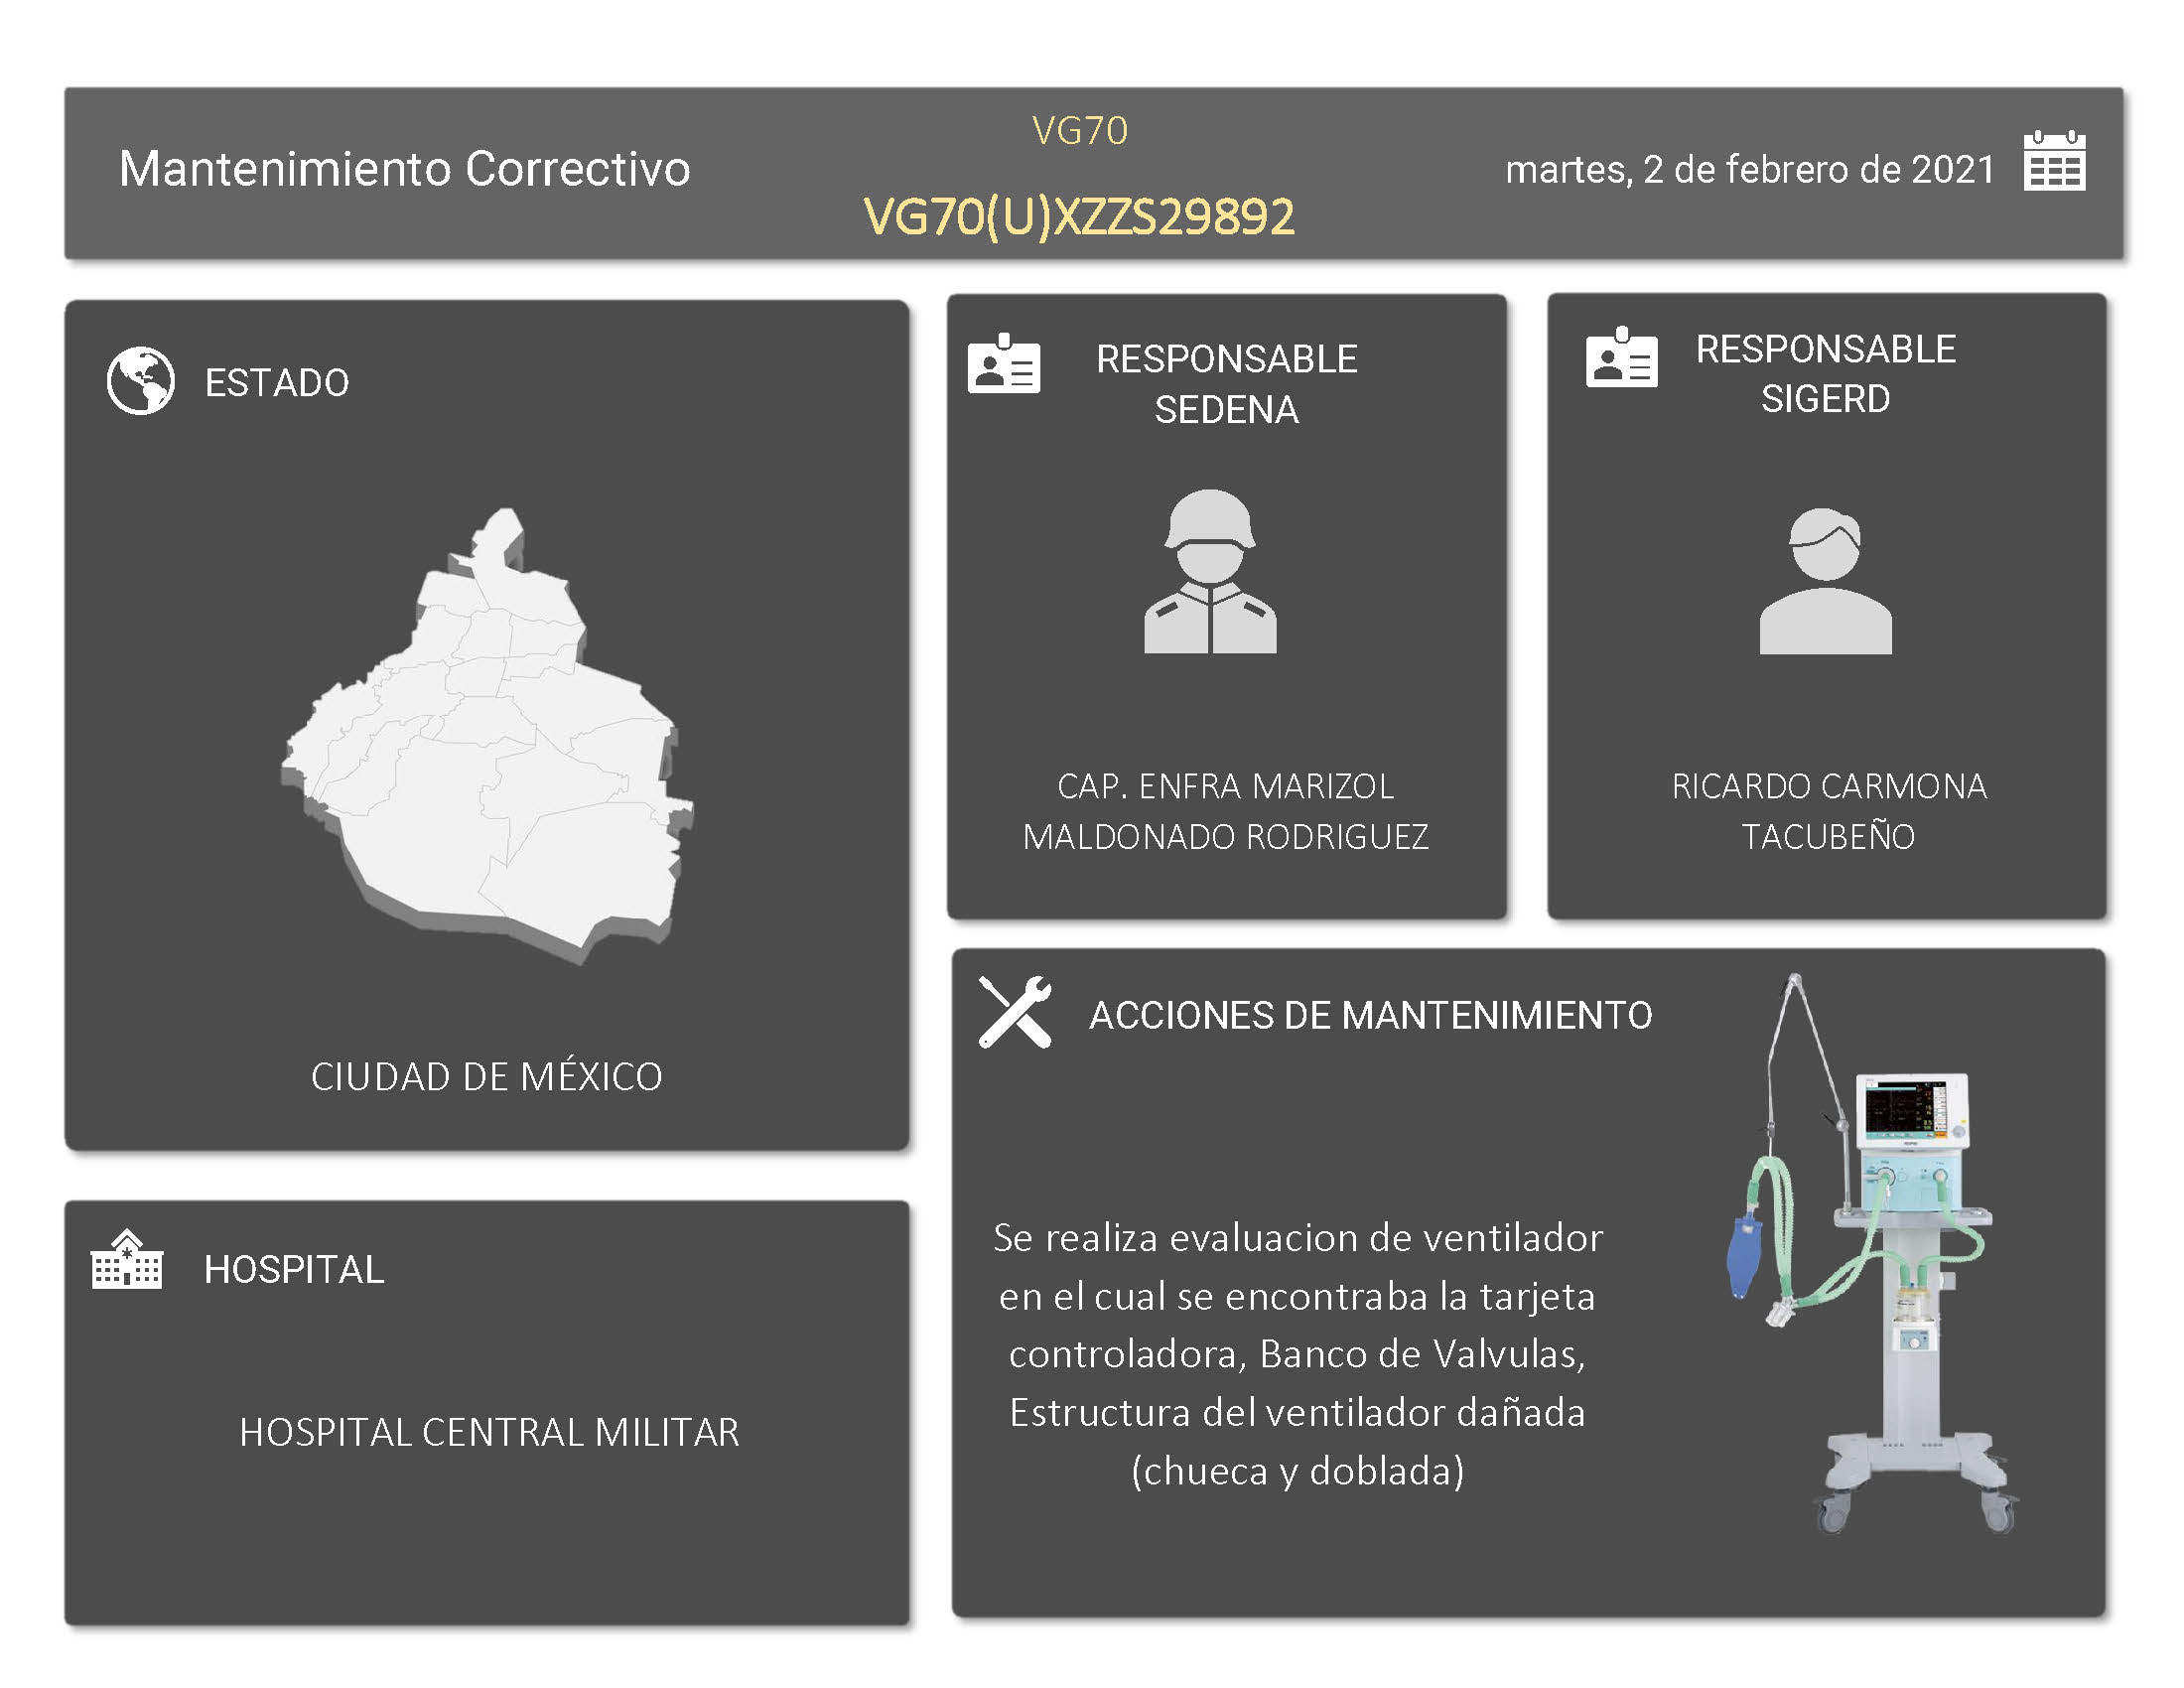 Mantenimiento Correctivo
VG70
VG70(U)XZZS29892
martes, 2 de febrero de 2021
ESTADO
CIUDAD DE MÉXICO
RESPONSABLE
SEDENA
CAP. ENFRA MARIZOL
MALDONADO RODRIGUEZ
RESPONSABLE
SIGERD
RICARDO CARMONA
TACUBEÑO
HOSPITAL
HOSPITAL CENTRAL MILITAR
ACCIONES DE MANTENIMIENTO
Se realiza evaluacion de ventilador
en el cual se encontraba la tarjeta
controladora, Banco de Valvulas,
Estructura del ventilador dañada
(chueca y doblada)